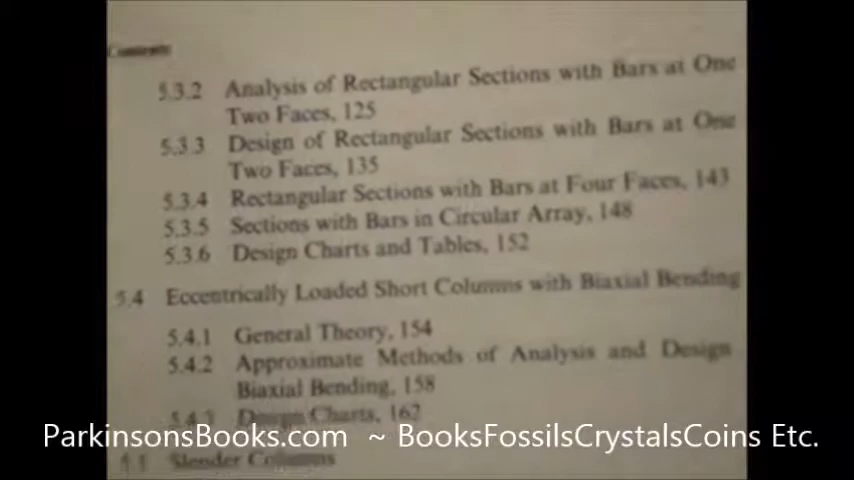 Contents
5.3.2 Analysis of Rectangular Sections with Bars at One
Two Faces, 125
5.3.3 Design of Rectangular Sections with Bars at One
Two Faces, 135
5.3.4 Rectangular Sections with Bars at Four Faces, 143
5.3.5 Sections with Bars in Circular Array, 148
5.3.6 Design Charts and Tables, 152
5.4 Eccentrically Loaded Short Columns with Biaxial Bending
5.4.1 General Theory, 154
5.4.2 Approximate Methods of Analysis and Design
Biaxial Bending, 158
5.4.3 Design Charts, 162
ParkinsonsBooks.com ~ BooksFossilsCrystalsCoins Etc.
Slender Columns